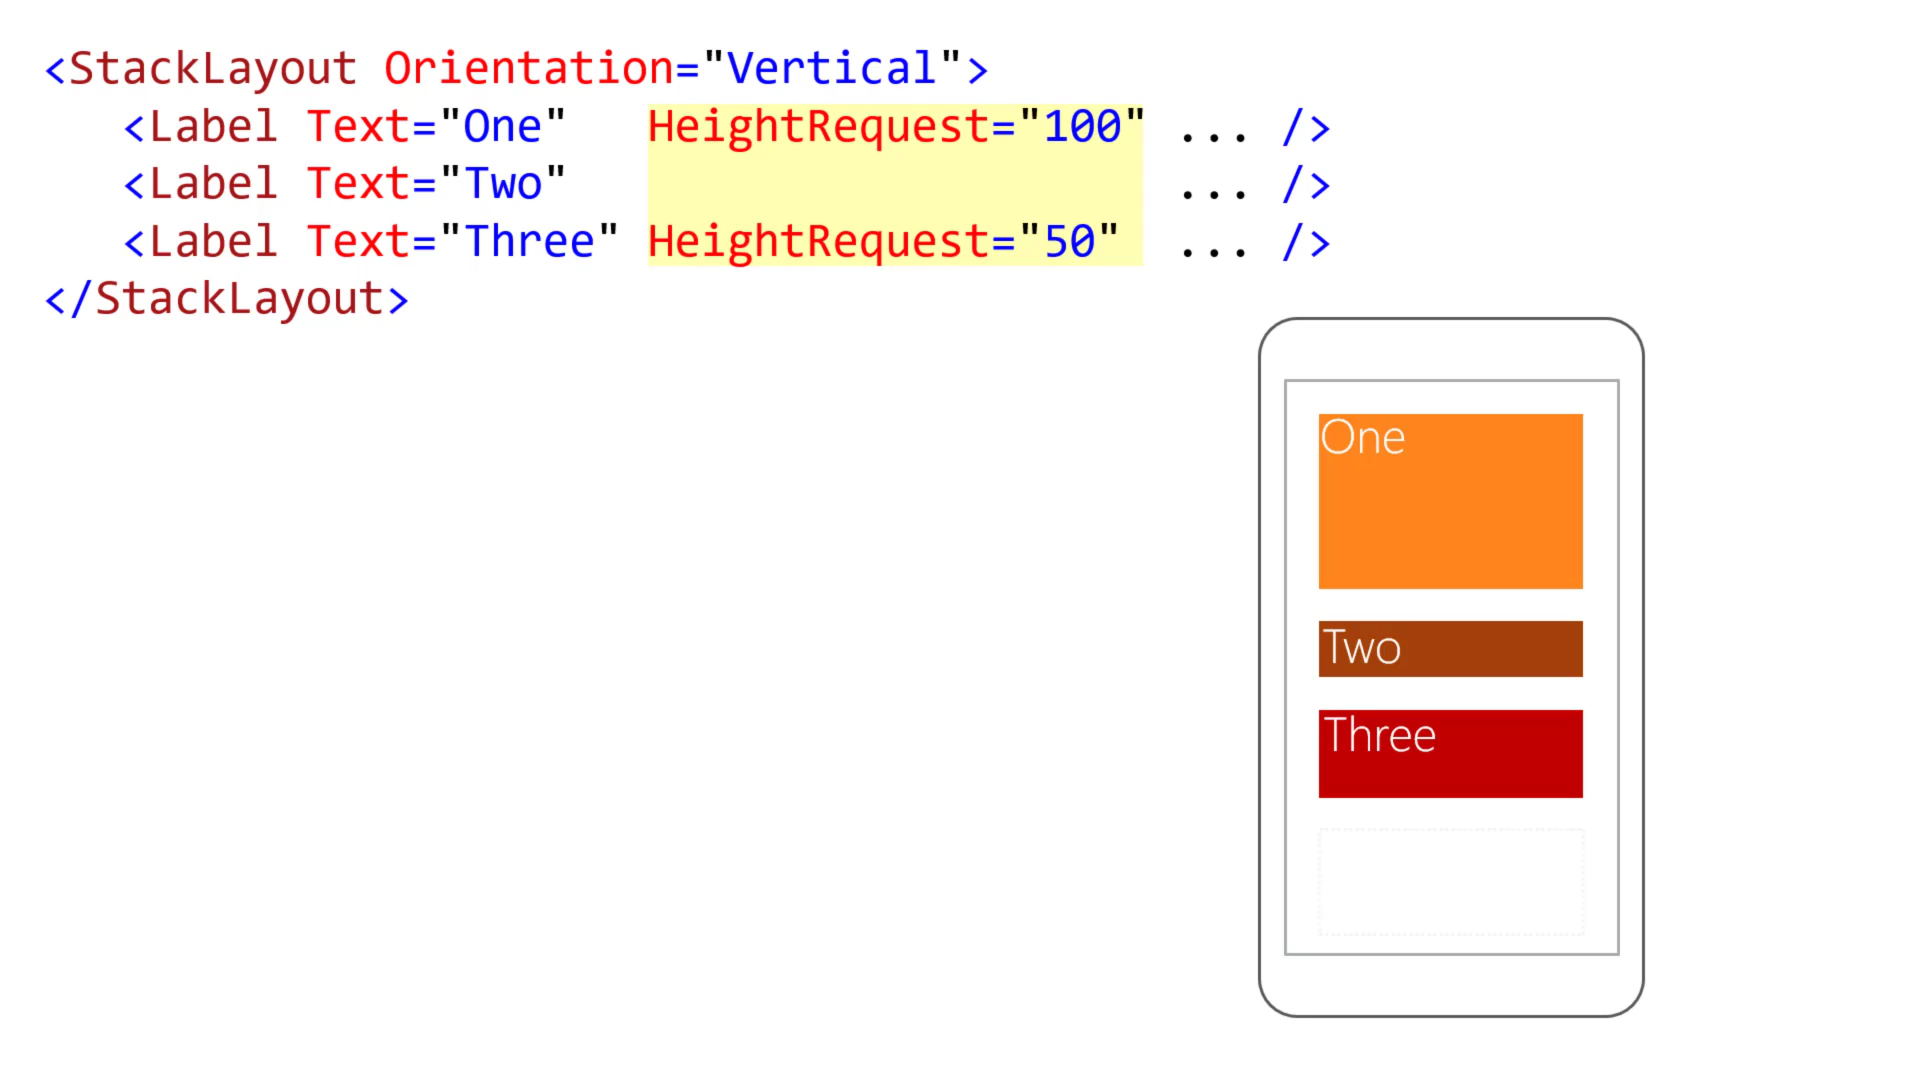 <StackLayout Orientation="Vertical">
   <Label Text="One"   HeightRequest="100" ... />
   <Label Text="Two"                       ... />
   <Label Text="Three" HeightRequest="50"  ... />
</StackLayout>
One
Two
Three